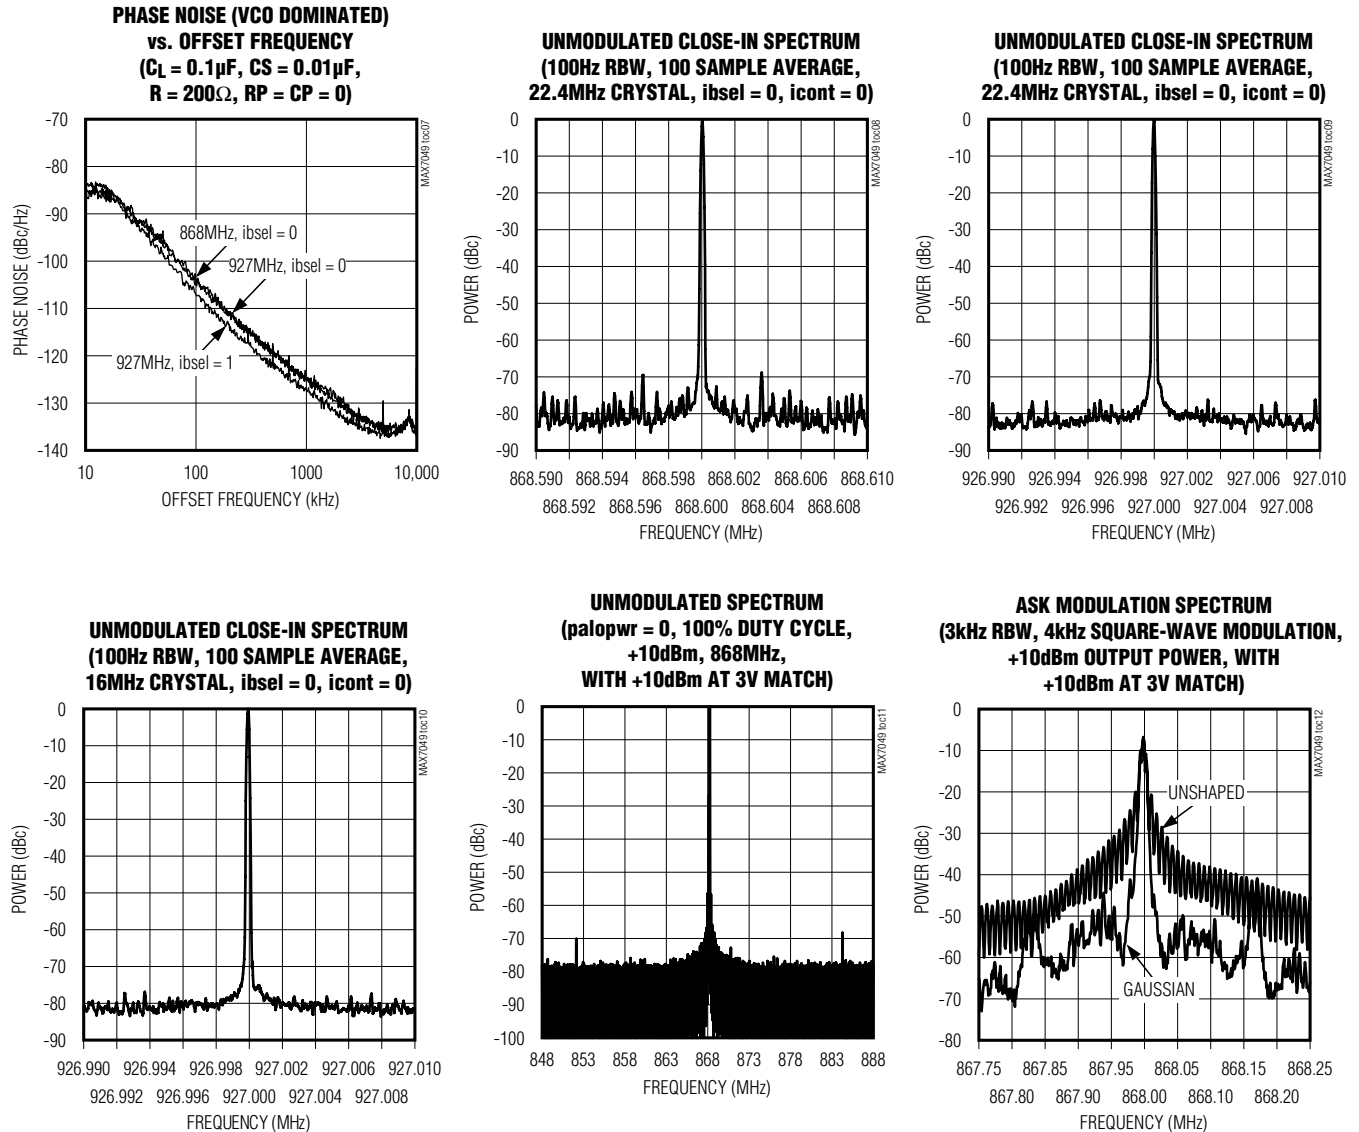 PHASE NOISE (VCO DOMINATED)
vs. OFFSET FREQUENCY
(CL = 0.1µF, CS = 0.01µF,
R = 200Ω, RP = CP = 0)
MAX7049 toc07
PHASE NOISE (dBc/Hz)
-70
-80
-90
-100
-110
-120
-130
-140
868MHz, ibsel = 0
927MHz, ibsel = 0
927MHz, ibsel = 1
10 100 1000 10,000
OFFSET FREQUENCY (kHz)
UNMODULATED CLOSE-IN SPECTRUM
(100Hz RBW, 100 SAMPLE AVERAGE,
22.4MHz CRYSTAL, ibsel = 0, icont = 0)
MAX7049 toc08
POWER (dBc)
0
-10
-20
-30
-40
-50
-60
-70
-80
-90
868.590 868.594 868.598 868.602 868.606 868.610
868.592 868.596 868.600 868.604 868.608
FREQUENCY (MHz)
UNMODULATED CLOSE-IN SPECTRUM
(100Hz RBW, 100 SAMPLE AVERAGE,
22.4MHz CRYSTAL, ibsel = 0, icont = 0)
MAX7049 toc09
POWER (dBc)
0
-10
-20
-30
-40
-50
-60
-70
-80
-90
926.990 926.994 926.998 927.002 927.006 927.010
926.992 926.996 927.000 927.004 927.008
FREQUENCY (MHz)
UNMODULATED CLOSE-IN SPECTRUM
(100Hz RBW, 100 SAMPLE AVERAGE,
16MHz CRYSTAL, ibsel = 0, icont = 0)
MAX7049 toc10
POWER (dBc)
0
-10
-20
-30
-40
-50
-60
-70
-80
-90
926.990 926.994 926.998 927.002 927.006 927.010
926.992 926.996 927.000 927.004 927.008
FREQUENCY (MHz)
UNMODULATED SPECTRUM
(palopwr = 0, 100% DUTY CYCLE,
+10dBm, 868MHz,
WITH +10dBm AT 3V MATCH)
MAX7049 toc11
POWER (dBc)
0
-10
-20
-30
-40
-50
-60
-70
-80
-90
-100
848 853 858 863 868 873 878 883 888
FREQUENCY (MHz)
ASK MODULATION SPECTRUM
(3kHz RBW, 4kHz SQUARE-WAVE MODULATION,
+10dBm OUTPUT POWER, WITH
+10dBm AT 3V MATCH)
MAX7049 toc12
POWER (dBc)
0
-10
-20
-30
-40
-50
-60
-70
-80
UNSHAPED
GAUSSIAN
867.75 867.85 867.95 868.05 868.15 868.25
867.80 867.90 868.00 868.10 868.20
FREQUENCY (MHz)